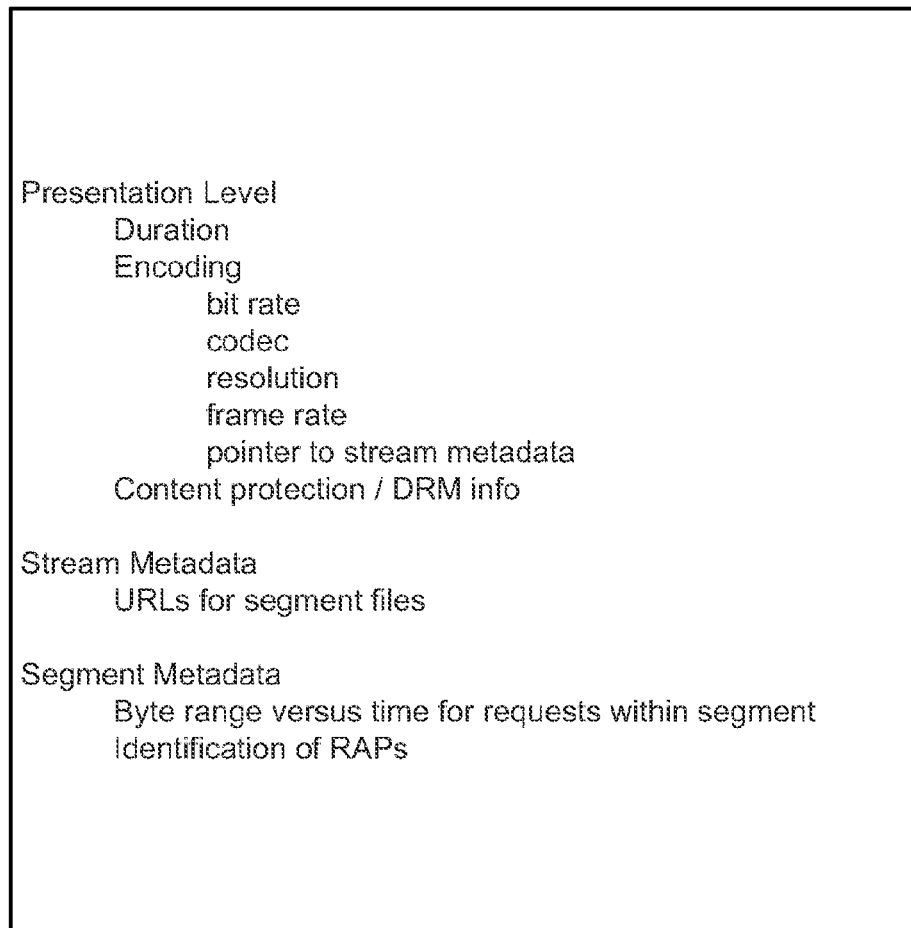 Presentation Level
Duration
Encoding
bit rate
codec
resolution
frame rate
pointer to stream metadata
Content protection / DRM info
Stream Metadata
URLs for segment files
Segment Metadata
Byte range versus time for requests within segment
Identification of RAPs